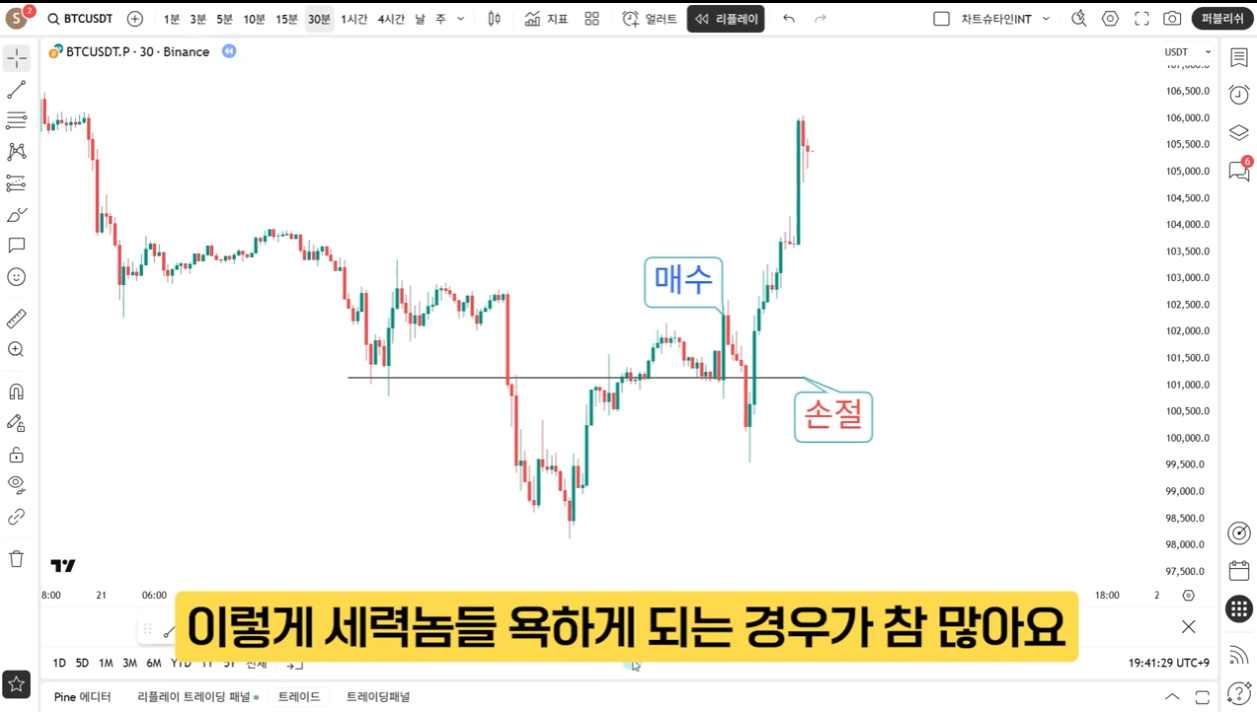 S 2
BTCUSDT
1분 3분 5분 10분 15분 30분 1시간 4시간 날 주
지표
얼러트
리플레이
차트슈타인INT
퍼블리쉬
BTCUSDT.P · 30 · Binance
USDT
107,000.0
106,500.0
106,000.0
105,500.0
105,000.0
104,500.0
104,000.0
103,500.0
103,000.0
102,500.0
102,000.0
101,500.0
101,000.0
100,500.0
100,000.0
99,500.0
99,000.0
98,500.0
98,000.0
97,500.0
6
매수
손절
8:00 21 06:00 18:00 2
이렇게 세력놈들 욕하게 되는 경우가 참 많아요
1D 5D 1M 3M 6M YTD 1Y 5Y 전체
19:41:29 UTC+9
Pine 에디터 리플레이 트레이딩 패널 트레이드 트레이딩패널